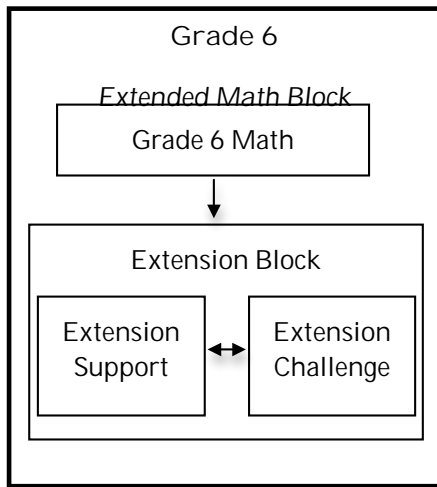 Grade 6
Extended Math Block
Grade 6 Math
Extension Block
Extension
Support
Extension
Challenge